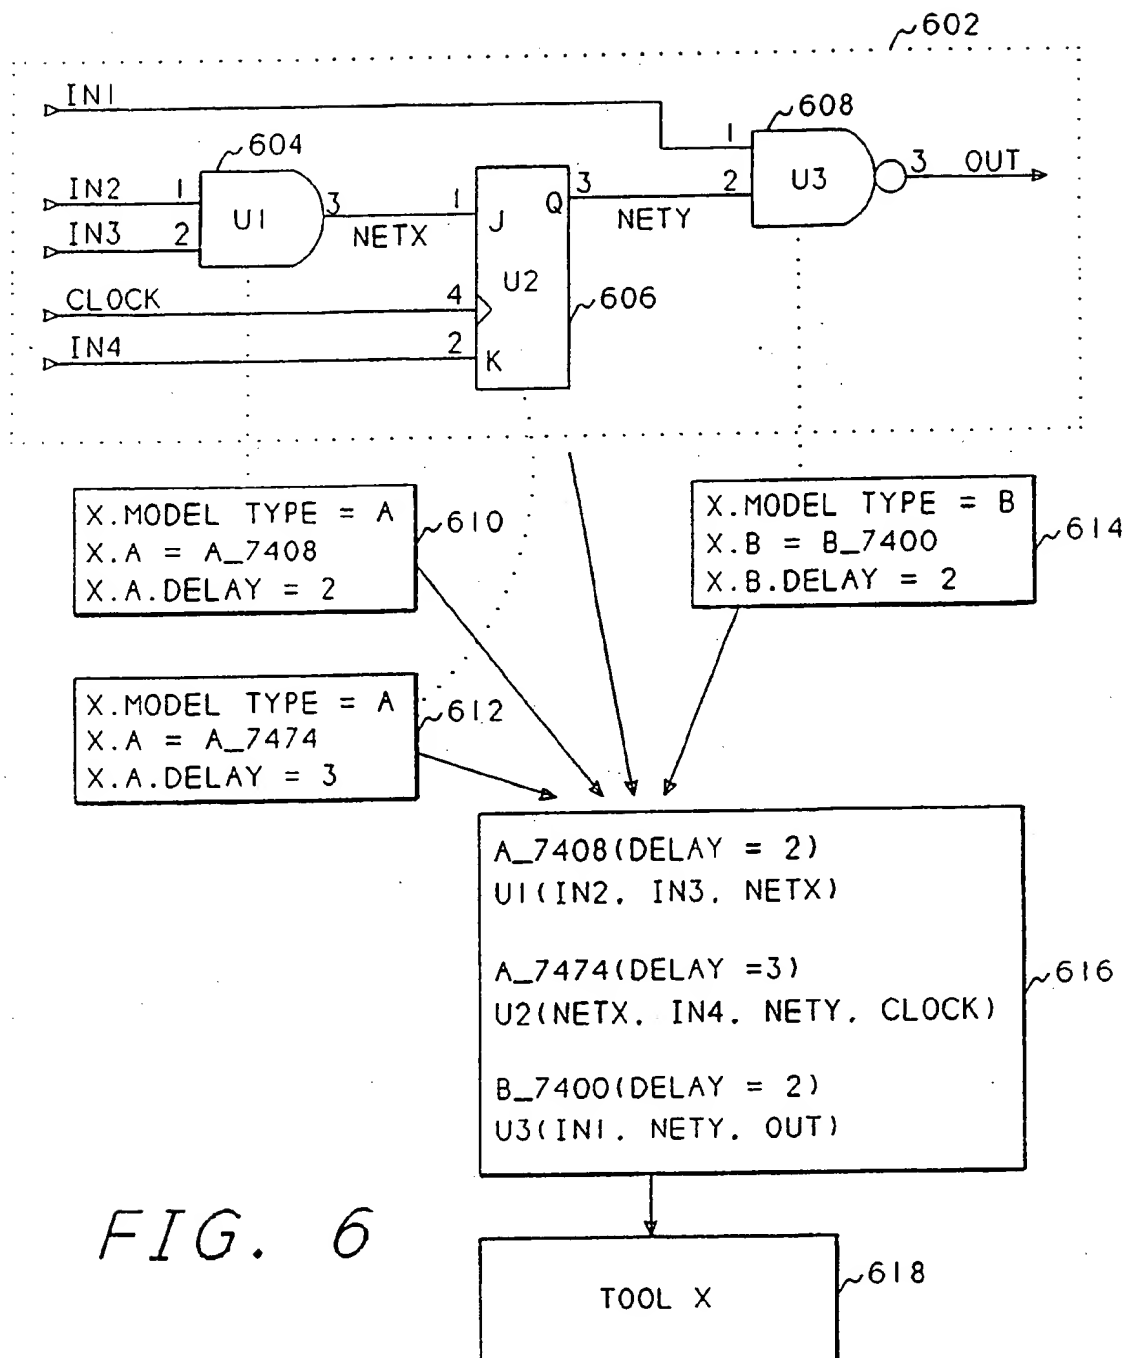 602
IN1
608
1
604
3 OUT
IN2
1
U3
2
3
1
Q
3
U1
J
IN3
2
NETX
NETY
U2
CLOCK
4
606
IN4
2
K
X.MODEL TYPE = A
X.A = A_7408
X.A.DELAY = 2
610
X.MODEL TYPE = B
X.B = B_7400
X.B.DELAY = 2
614
X.MODEL TYPE = A
X.A = A_7474
X.A.DELAY = 3
612
A_7408(DELAY = 2)
U1(IN2, IN3, NETX)
A_7474(DELAY =3)
U2(NETX, IN4, NETY, CLOCK)
B_7400(DELAY = 2)
U3(IN1, NETY, OUT)
616
FIG. 6
TOOL X
618